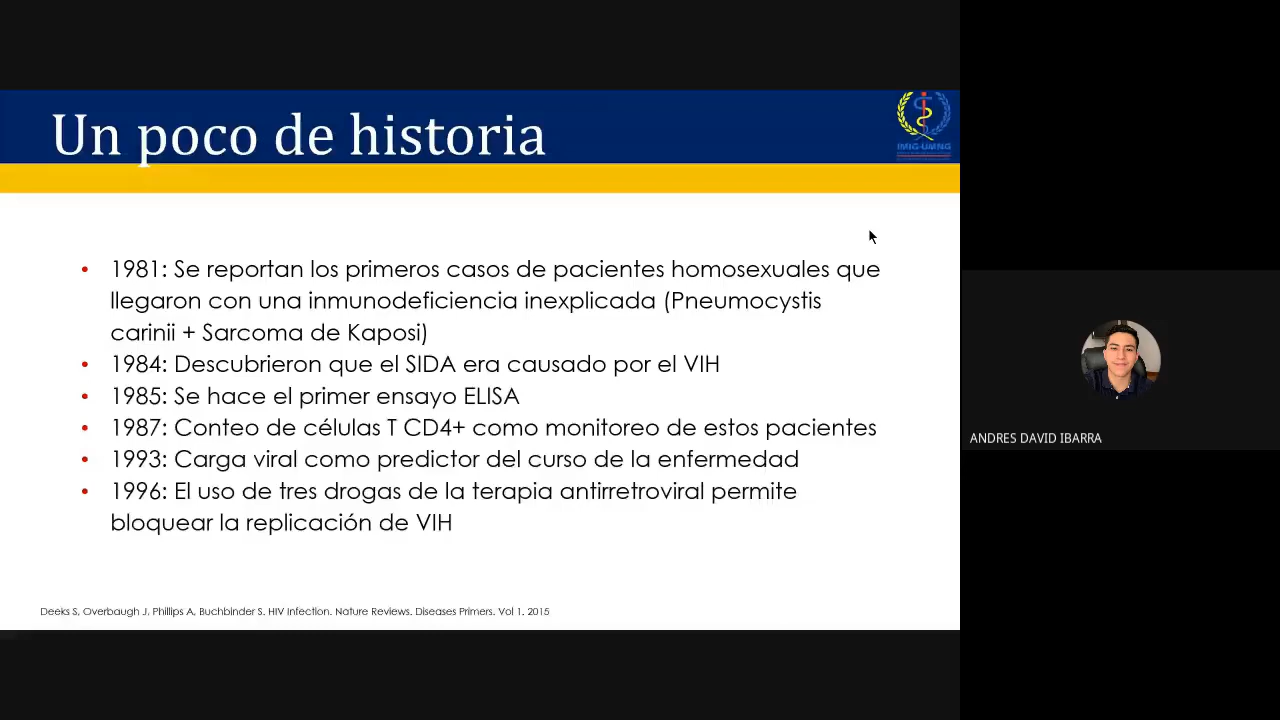 Un poco de historia
IMIG-UMNG
• 1981: Se reportan los primeros casos de pacientes homosexuales que
llegaron con una inmunodeficiencia inexplicada (Pneumocystis
carinii + Sarcoma de Kaposi)
• 1984: Descubrieron que el SIDA era causado por el VIH
• 1985: Se hace el primer ensayo ELISA
• 1987: Conteo de células T CD4+ como monitoreo de estos pacientes
• 1993: Carga viral como predictor del curso de la enfermedad
• 1996: El uso de tres drogas de la terapia antirretroviral permite
bloquear la replicación de VIH
Deeks S, Overbaugh J, Phillips A, Buchbinder S. HIV Infection. Nature Reviews. Diseases Primers. Vol 1. 2015
ANDRES DAVID IBARRA